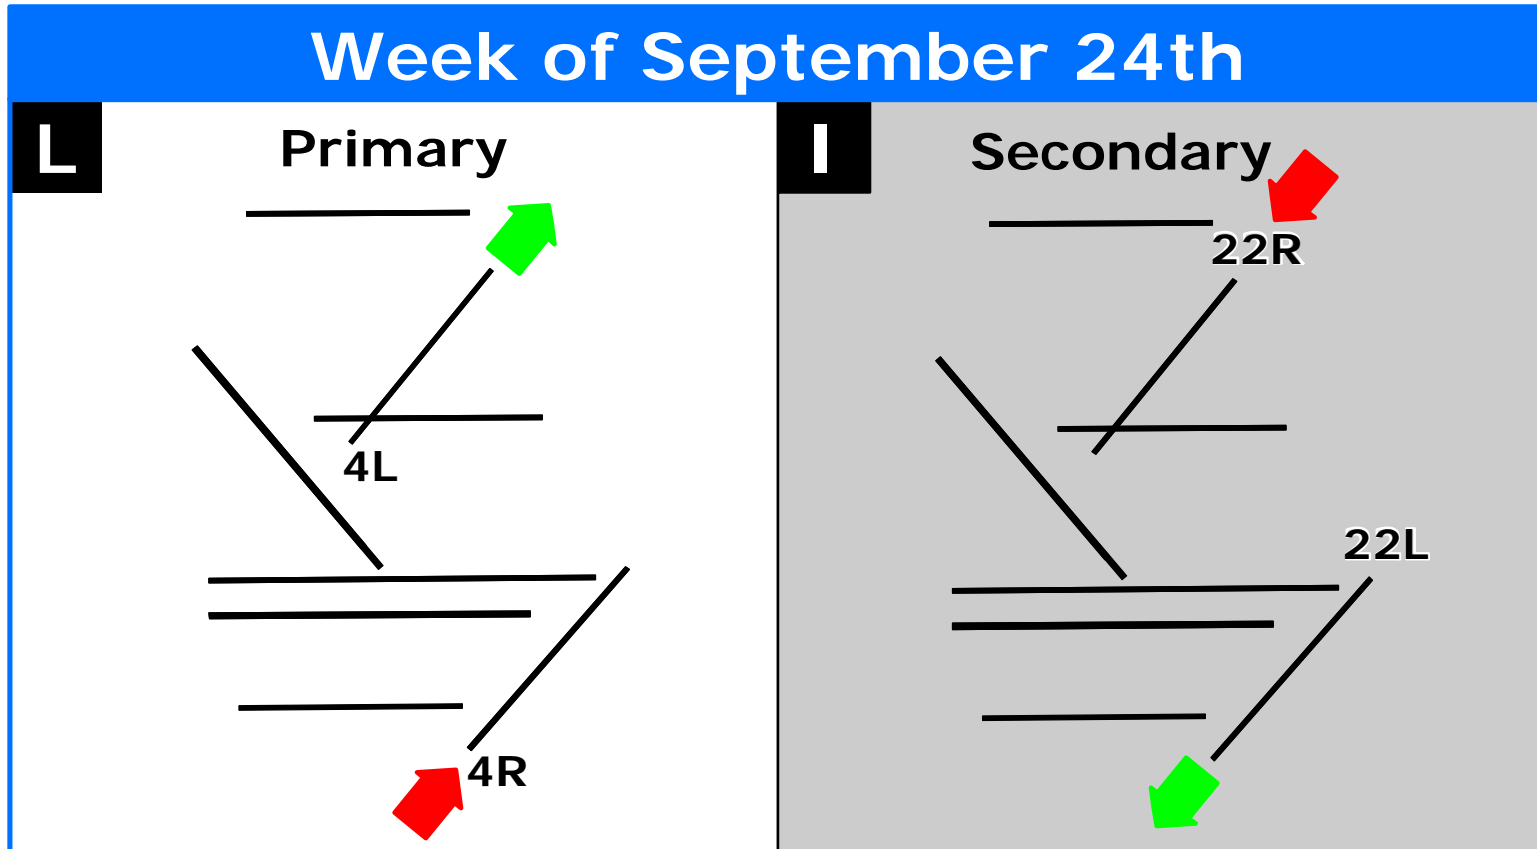 Week of September 24th
L
Primary
4L
4R
I
Secondary
22R
22L